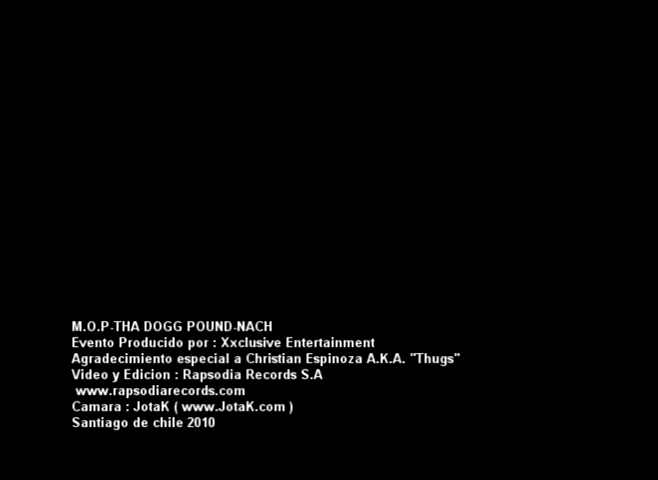 M.O.P-THA DOGG POUND-NACH
Evento Producido por : Xxclusive Entertainment
Agradecimiento especial a Christian Espinoza A.K.A. "Thugs"
Video y Edicion : Rapsodia Records S.A
www.rapsodiarecords.com
Camara : JotaK ( www.JotaK.com )
Santiago de chile 2010